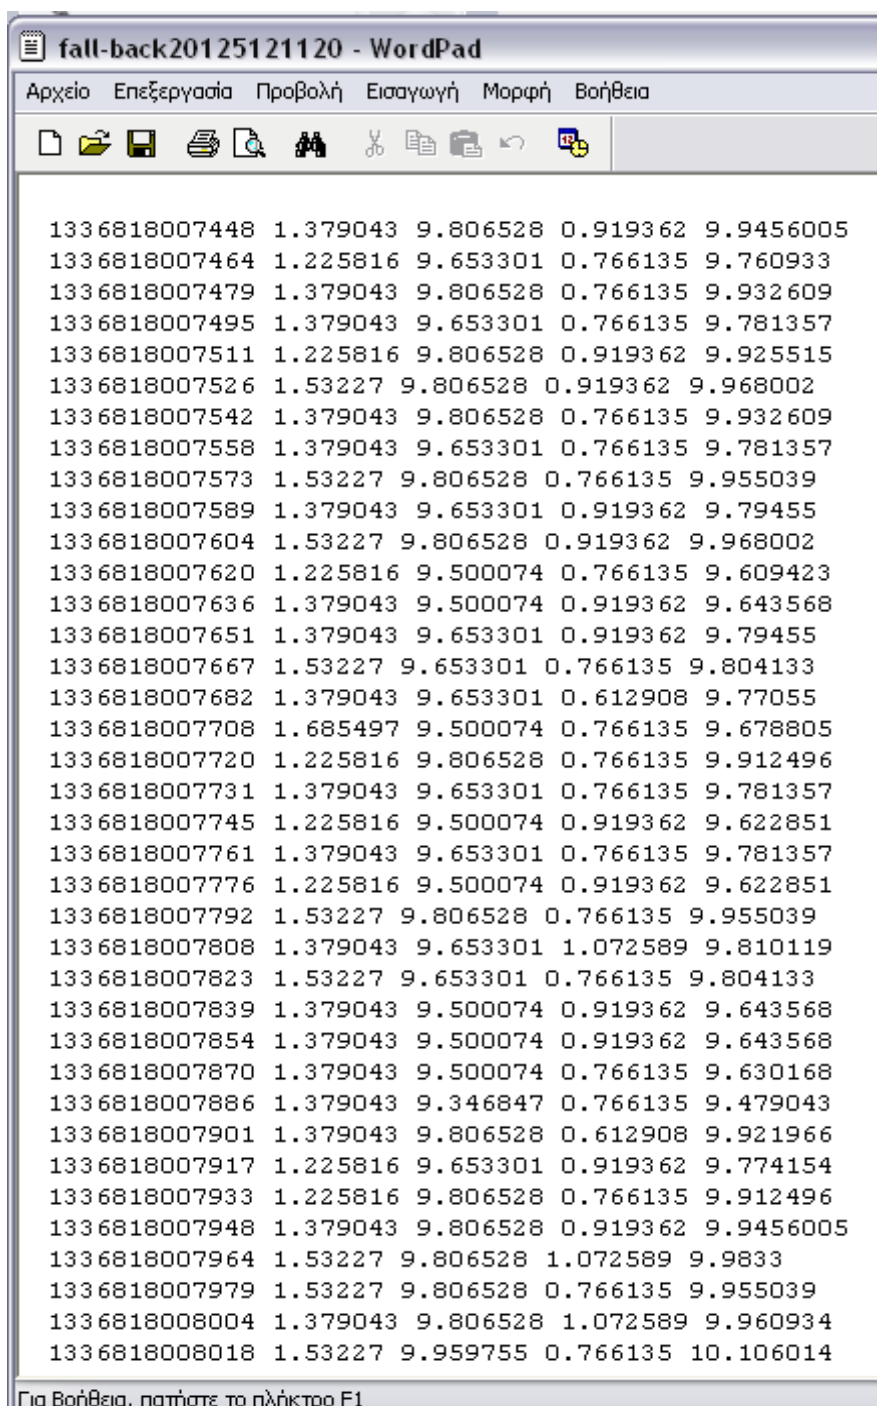 fall-back20125121120 - WordPad
Αρχείο Επεξεργασία Προβολή Εισαγωγή Μορφή Βοήθεια
1336818007448 1.379043 9.806528 0.919362 9.9456005
1336818007464 1.225816 9.653301 0.766135 9.760933
1336818007479 1.379043 9.806528 0.766135 9.932609
1336818007495 1.379043 9.653301 0.766135 9.781357
1336818007511 1.225816 9.806528 0.919362 9.925515
1336818007526 1.53227 9.806528 0.919362 9.968002
1336818007542 1.379043 9.806528 0.766135 9.932609
1336818007558 1.379043 9.653301 0.766135 9.781357
1336818007573 1.53227 9.806528 0.766135 9.955039
1336818007589 1.379043 9.653301 0.919362 9.79455
1336818007604 1.53227 9.806528 0.919362 9.968002
1336818007620 1.225816 9.500074 0.766135 9.609423
1336818007636 1.379043 9.500074 0.919362 9.643568
1336818007651 1.379043 9.653301 0.919362 9.79455
1336818007667 1.53227 9.653301 0.766135 9.804133
1336818007682 1.379043 9.653301 0.612908 9.77055
1336818007708 1.685497 9.500074 0.766135 9.678805
1336818007720 1.225816 9.806528 0.766135 9.912496
1336818007731 1.379043 9.653301 0.766135 9.781357
1336818007745 1.225816 9.500074 0.919362 9.622851
1336818007761 1.379043 9.653301 0.766135 9.781357
1336818007776 1.225816 9.500074 0.919362 9.622851
1336818007792 1.53227 9.806528 0.766135 9.955039
1336818007808 1.379043 9.653301 1.072589 9.810119
1336818007823 1.53227 9.653301 0.766135 9.804133
1336818007839 1.379043 9.500074 0.919362 9.643568
1336818007854 1.379043 9.500074 0.919362 9.643568
1336818007870 1.379043 9.500074 0.766135 9.630168
1336818007886 1.379043 9.346847 0.766135 9.479043
1336818007901 1.379043 9.806528 0.612908 9.921966
1336818007917 1.225816 9.653301 0.919362 9.774154
1336818007933 1.225816 9.806528 0.766135 9.912496
1336818007948 1.379043 9.806528 0.919362 9.9456005
1336818007964 1.53227 9.806528 1.072589 9.9833
1336818007979 1.53227 9.806528 0.766135 9.955039
1336818008004 1.379043 9.806528 1.072589 9.960934
1336818008018 1.53227 9.959755 0.766135 10.106014
Για Βοήθεια, πατήστε το πλήκτρο F1